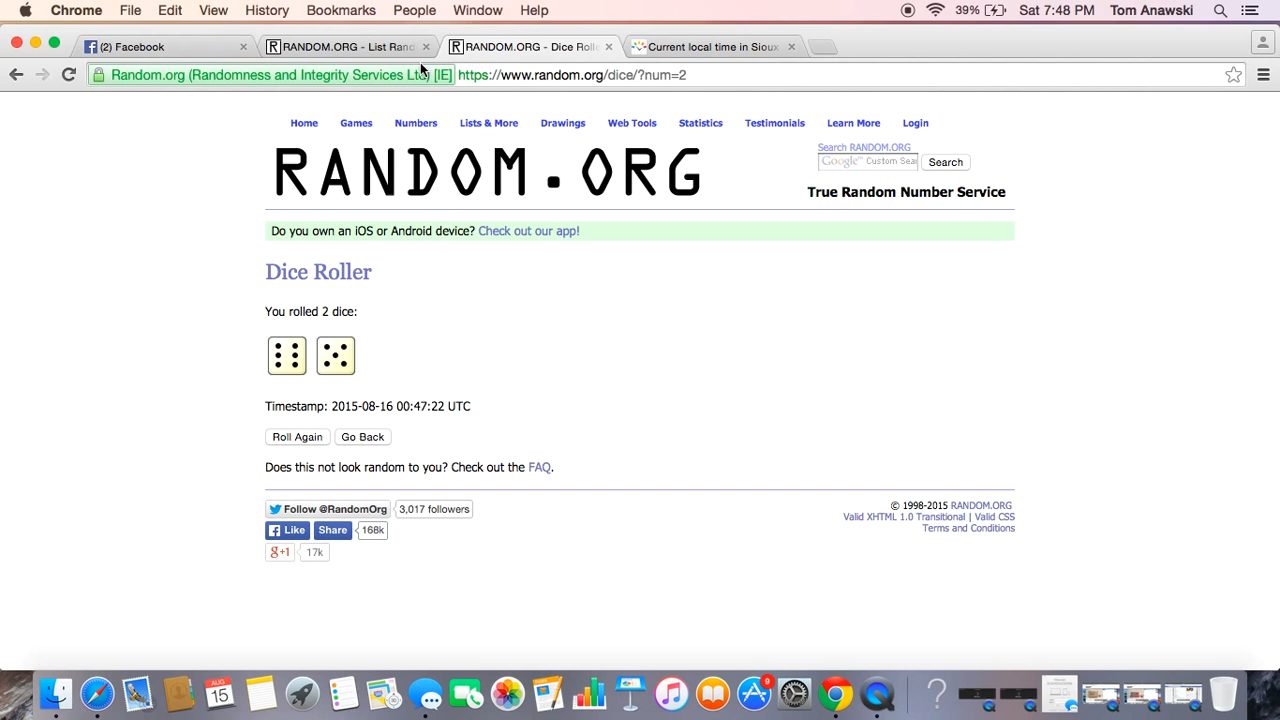 Chrome File Edit View History Bookmarks People Window Help 39% Sat 7:48 PM Tom Anawski
(2) Facebook RANDOM.ORG - List Rand RANDOM.ORG - Dice Rolle Current local time in Sioux
Random.org (Randomness and Integrity Services Ltd) [IE] https://www.random.org/dice/?num=2
Home Games Numbers Lists & More Drawings Web Tools Statistics Testimonials Learn More Login
RANDOM.ORG
Search RANDOM.ORG
Google™ Custom Sear Search
True Random Number Service
Do you own an iOS or Android device? Check out our app!
Dice Roller
You rolled 2 dice:
Timestamp: 2015-08-16 00:47:22 UTC
Roll Again Go Back
Does this not look random to you? Check out the FAQ.
Follow @RandomOrg 3,017 followers
Like Share 168k
g+1 17k
© 1998-2015 RANDOM.ORG
Valid XHTML 1.0 Transitional | Valid CSS
Terms and Conditions
AUG
15
9